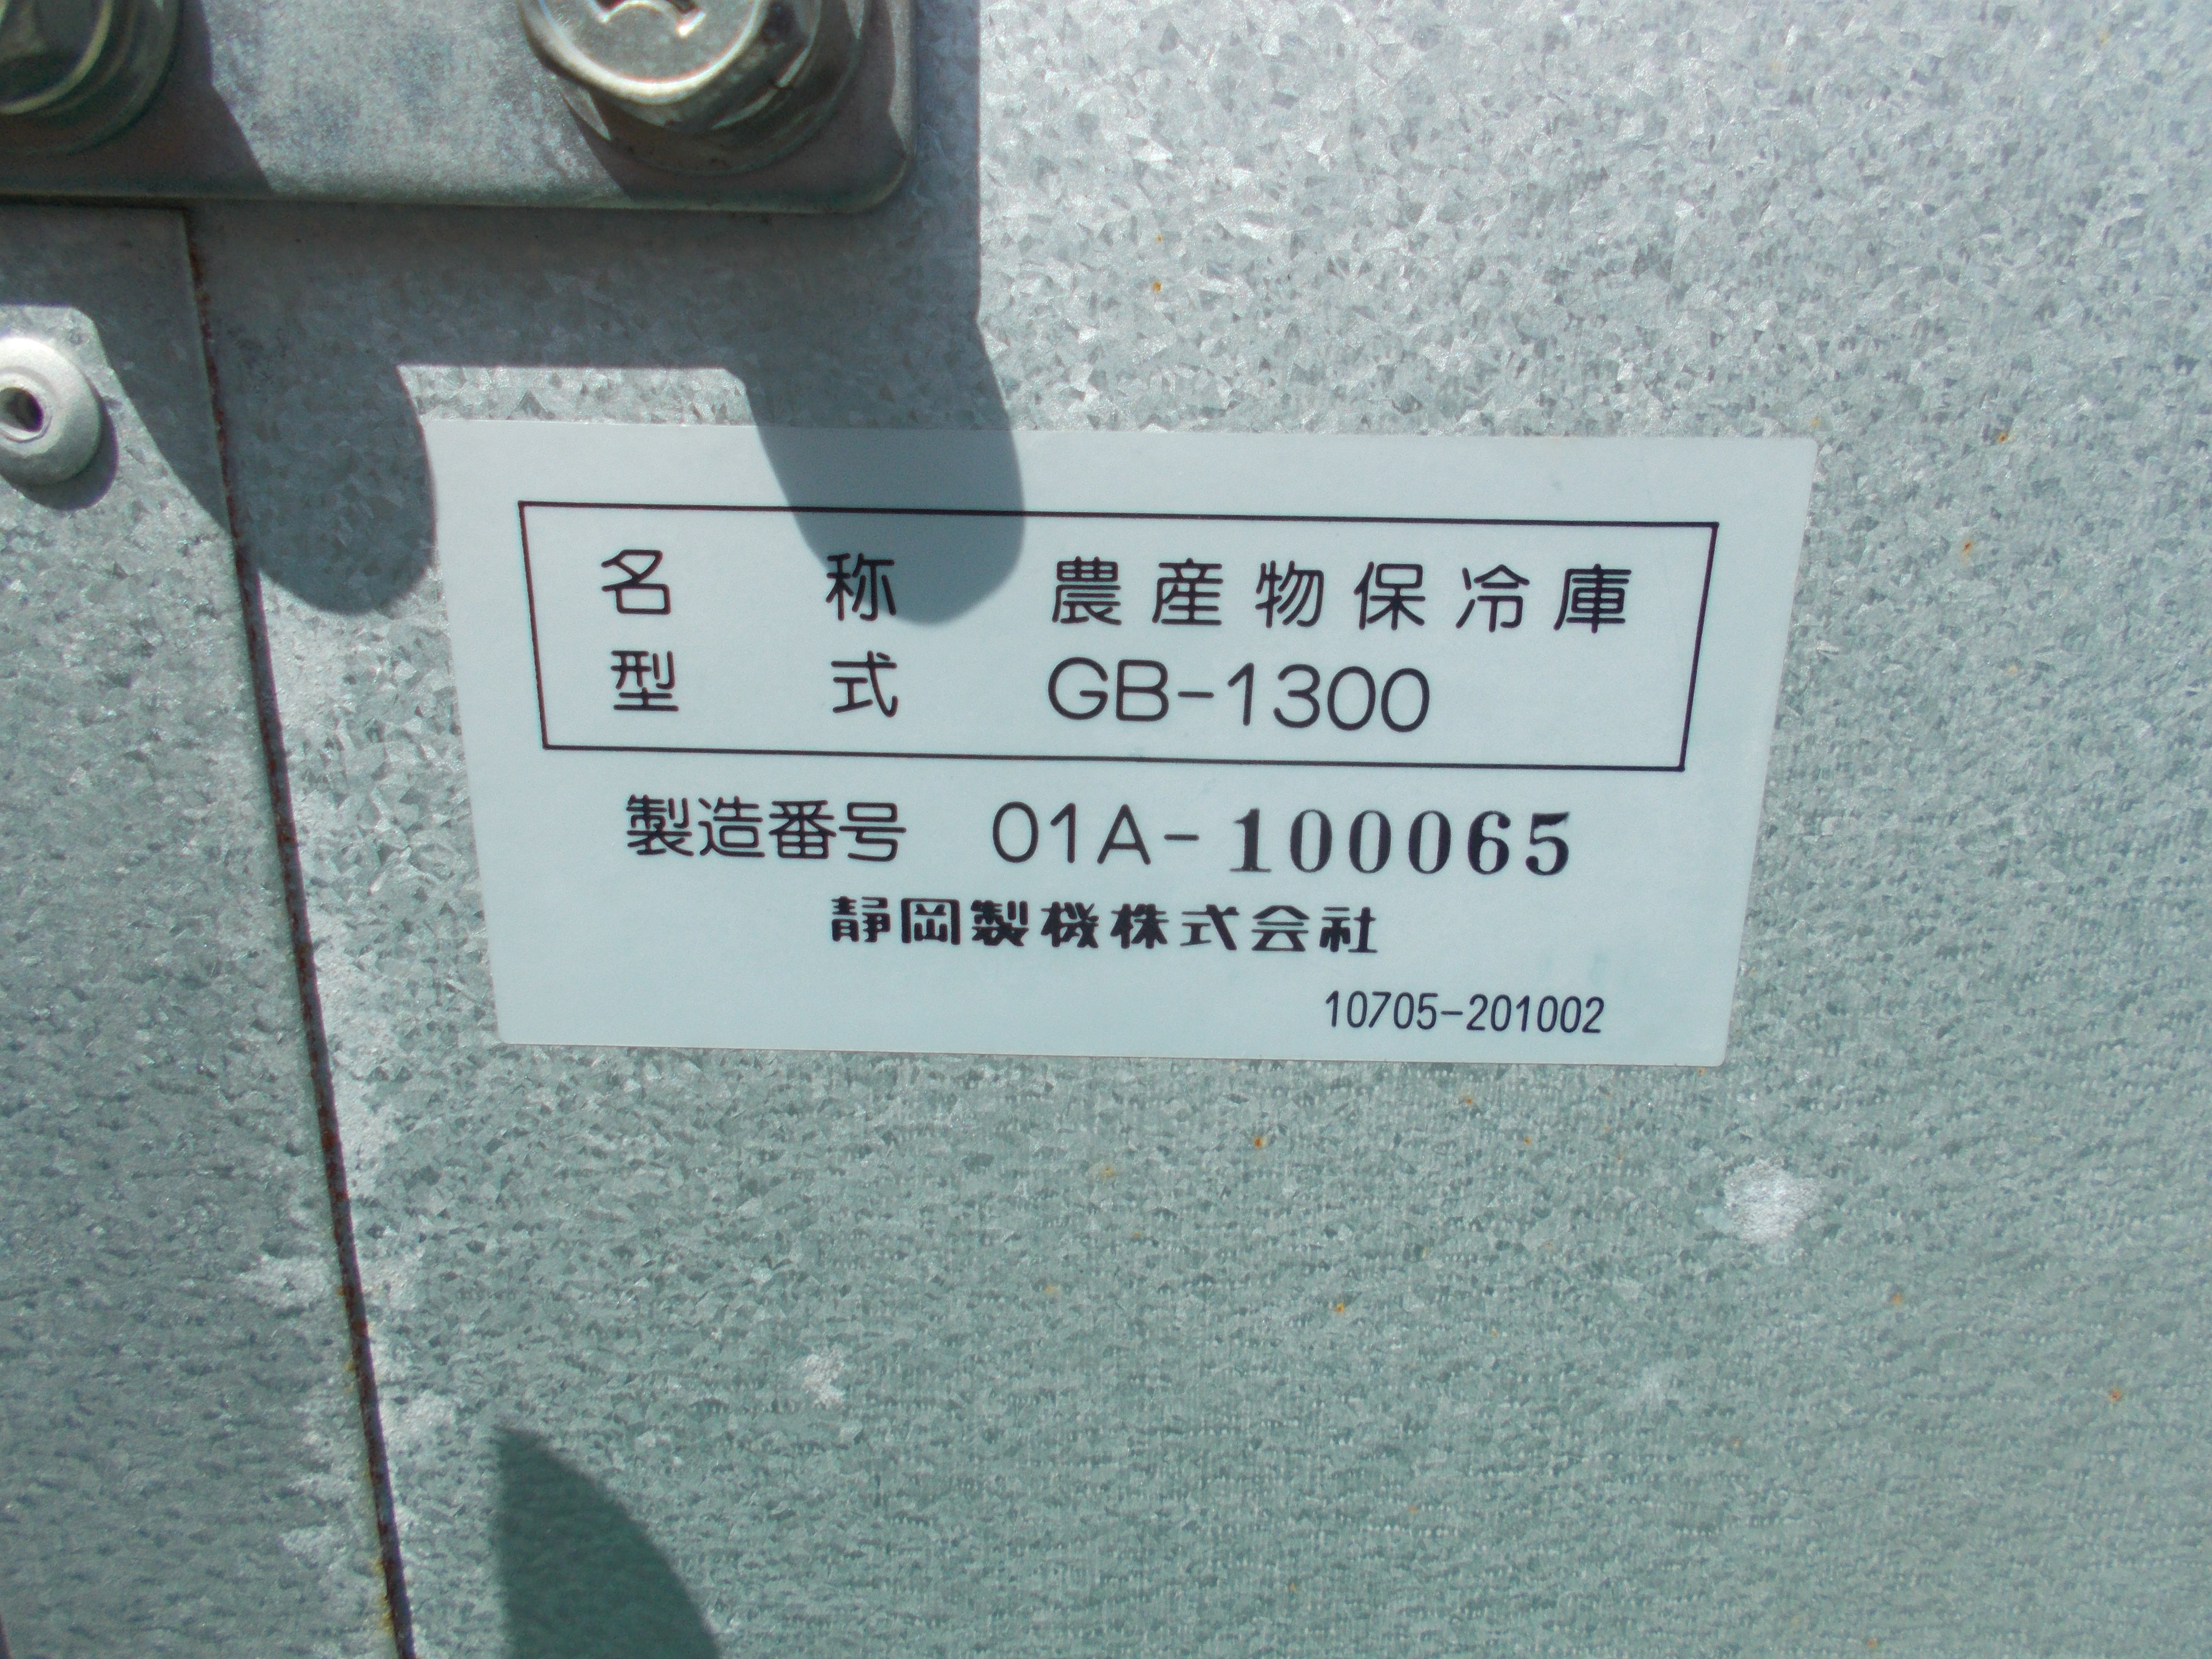 名称 農産物保冷庫
型式 GB-1300
製造番号 01A-100065
静岡製機株式会社
10705-201002